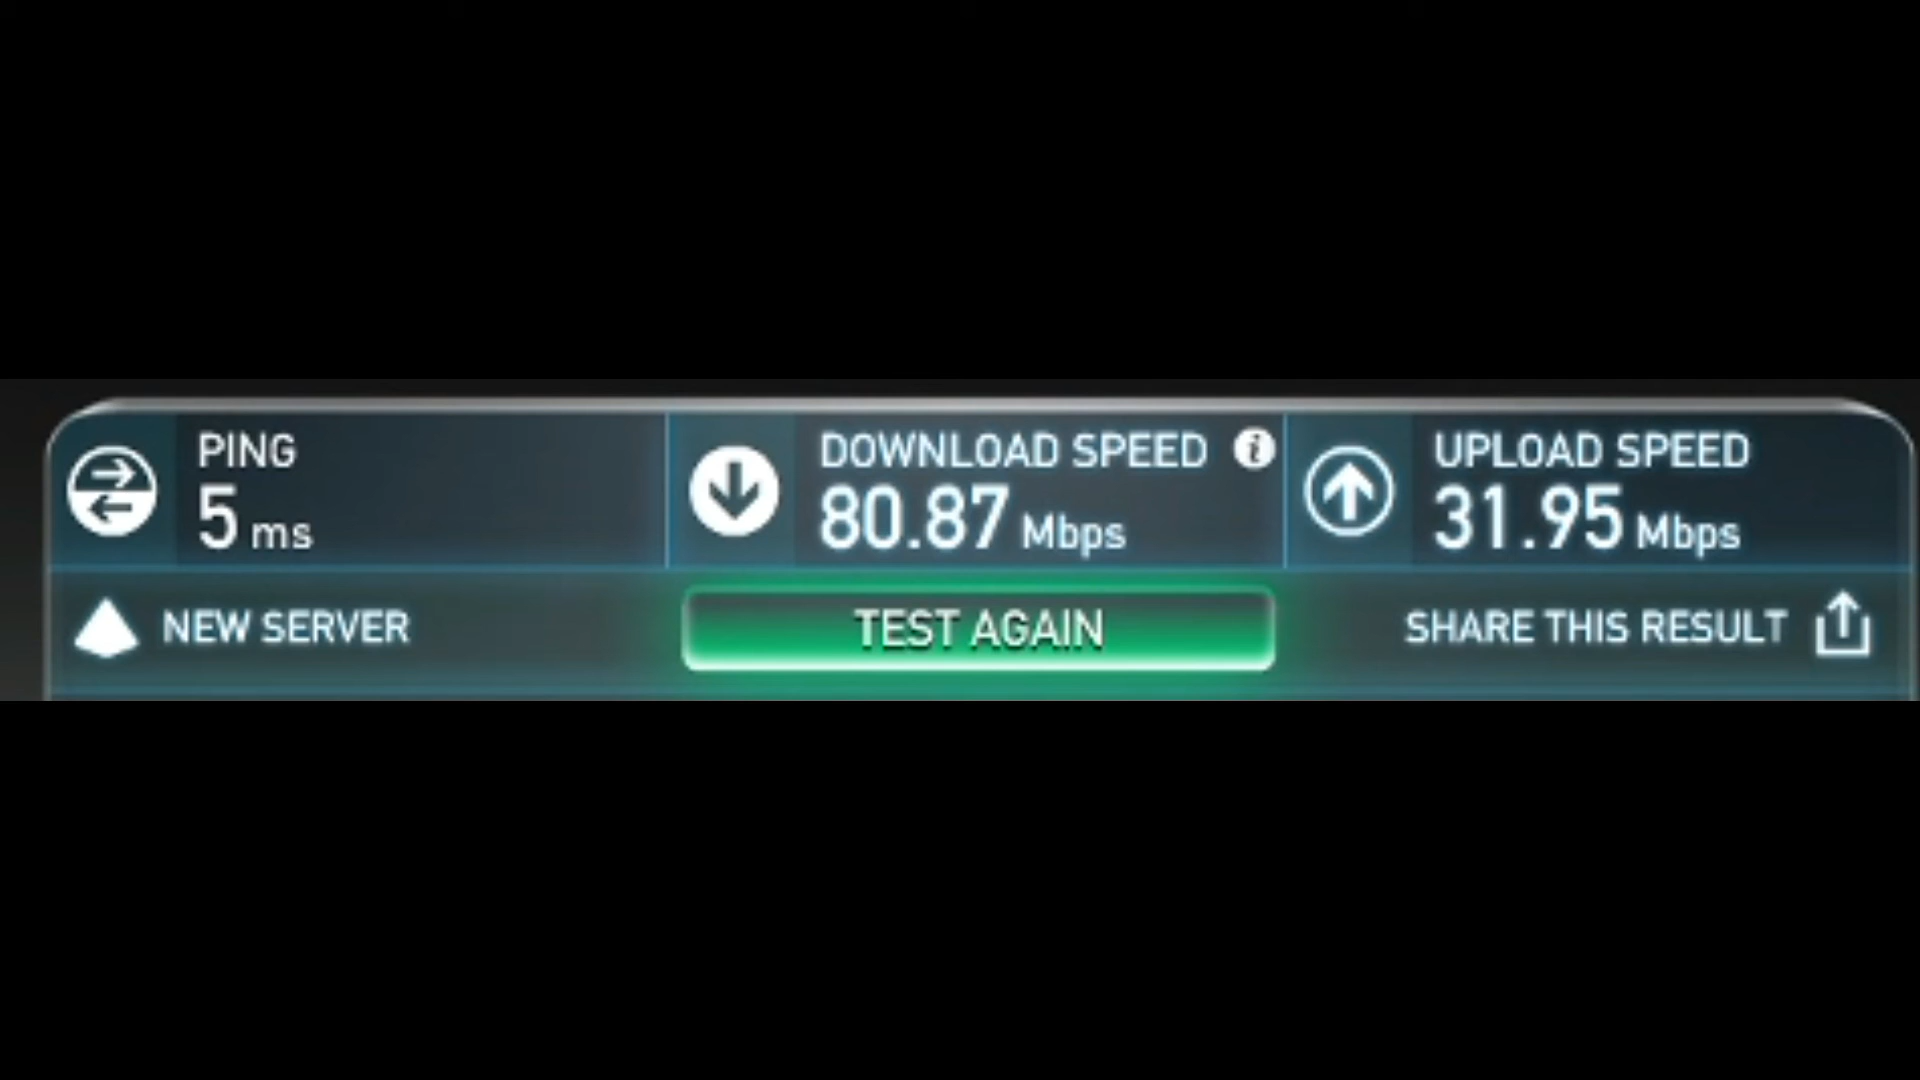 PING
5 ms
DOWNLOAD SPEED i
80.87 Mbps
UPLOAD SPEED
31.95 Mbps
NEW SERVER
TEST AGAIN
SHARE THIS RESULT